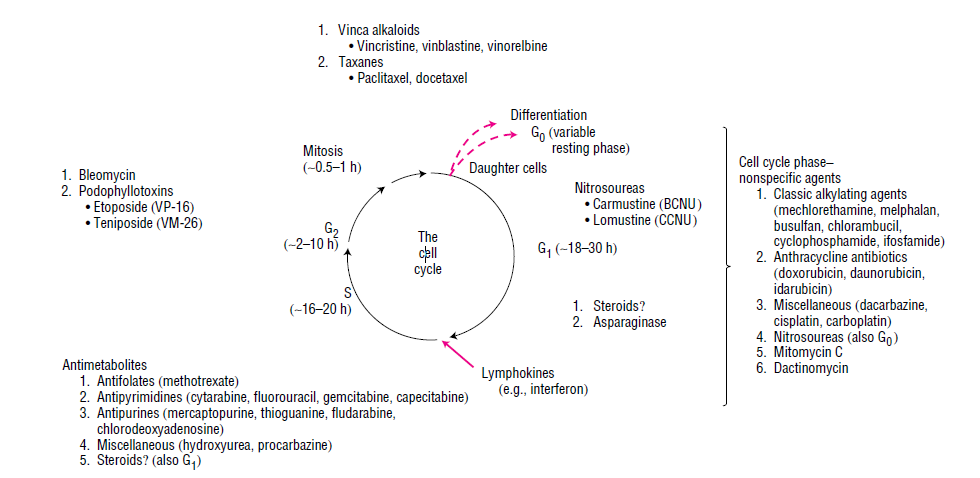 1. Vinca alkaloids
• Vincristine, vinblastine, vinorelbine
2. Taxanes
• Paclitaxel, docetaxel
Differentiation
G0 (variable
resting phase)
Daughter cells
Mitosis
(~0.5–1 h)
1. Bleomycin
2. Podophyllotoxins
• Etoposide (VP-16)
• Teniposide (VM-26)
G2
(~2–10 h)
The
cell
cycle
Nitrosoureas
• Carmustine (BCNU)
• Lomustine (CCNU)
G1 (~18–30 h)
S
(~16–20 h)
1. Steroids?
2. Asparaginase
Lymphokines
(e.g., interferon)
Cell cycle phase–
nonspecific agents
1. Classic alkylating agents
(mechlorethamine, melphalan,
busulfan, chlorambucil,
cyclophosphamide, ifosfamide)
2. Anthracycline antibiotics
(doxorubicin, daunorubicin,
idarubicin)
3. Miscellaneous (dacarbazine,
cisplatin, carboplatin)
4. Nitrosoureas (also G0)
5. Mitomycin C
6. Dactinomycin
Antimetabolites
1. Antifolates (methotrexate)
2. Antipyrimidines (cytarabine, fluorouracil, gemcitabine, capecitabine)
3. Antipurines (mercaptopurine, thioguanine, fludarabine,
chlorodeoxyadenosine)
4. Miscellaneous (hydroxyurea, procarbazine)
5. Steroids? (also G1)